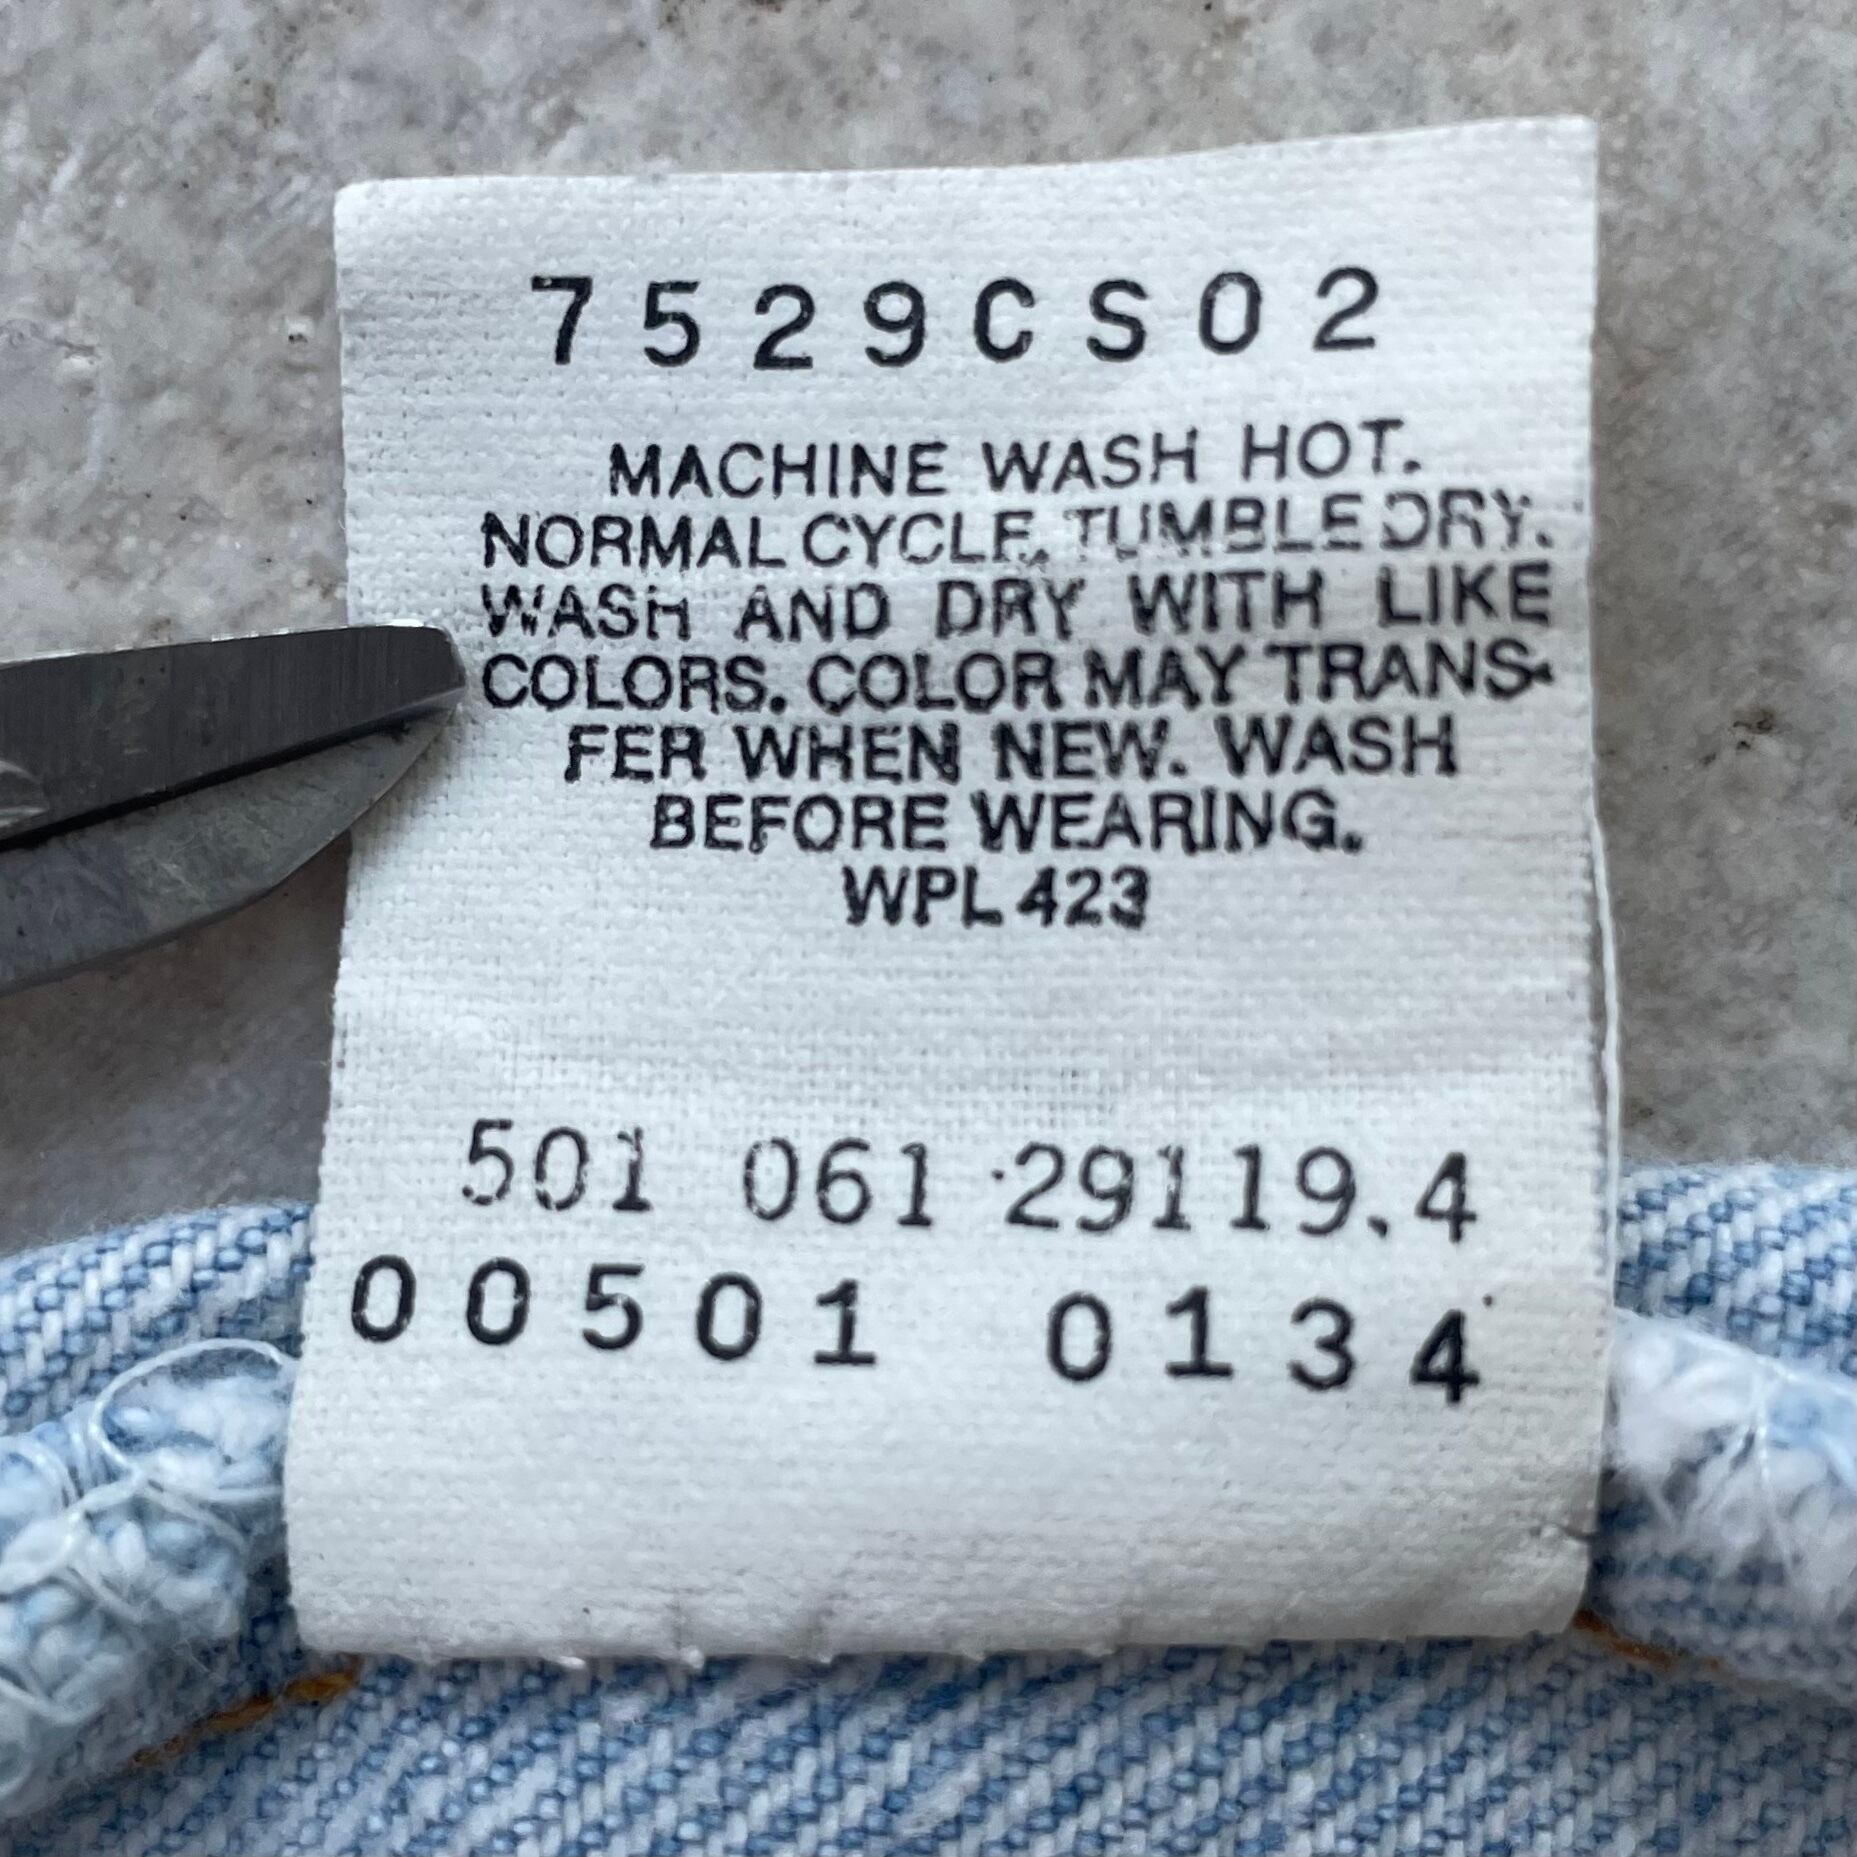 7529CS02
MACHINE WASH HOT.
NORMAL CYCLE. TUMBLE DRY.
WASH AND DRY WITH LIKE
COLORS. COLOR MAY TRANS-
FER WHEN NEW. WASH
BEFORE WEARING.
WPL 423
501 061 29119.4
00501 0134